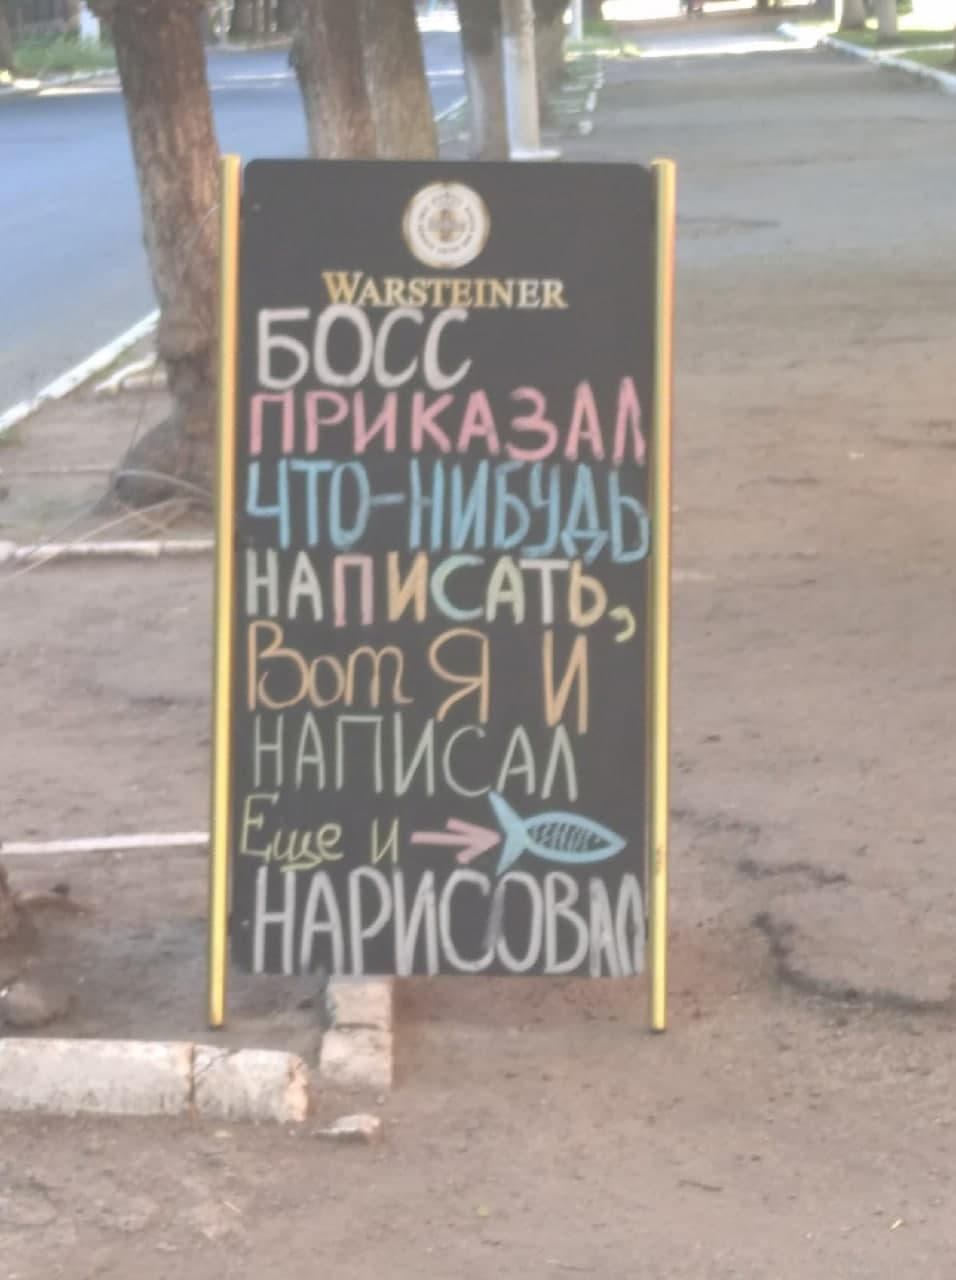 WARSTEINER
БОСС
ПРИКАЗАЛ
ЧТО-НИБУДЬ
НАПИСАТЬ,
Вот Я И
НАПИСАЛ
Еще и
НАРИСОВАЛ